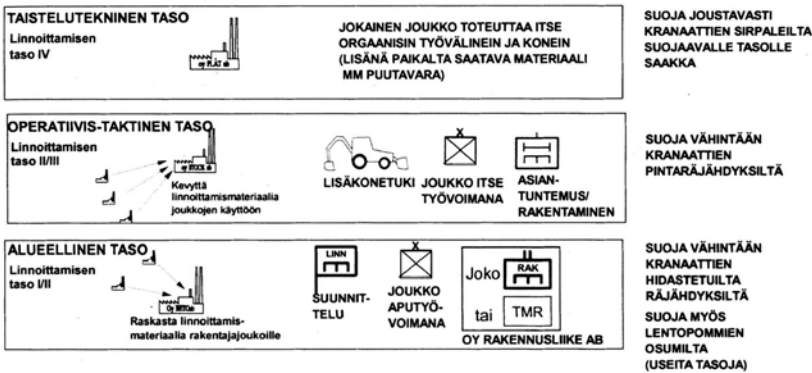 TAISTELUTEKNINEN TASO
Linnoittamisen
taso IV
oy PLÅT ab
JOKAINEN JOUKKO TOTEUTTAA ITSE
ORGAANISIN TYÖVÄLINEIN JA KONEIN
(LISÄNÄ PAIKALTA SAATAVA MATERIAALI
MM PUUTAVARA)
SUOJA JOUSTAVASTI
KRANAATTIEN SIRPALEILTA
SUOJAAVALLE TASOLLE
SAAKKA
OPERATIIVIS-TAKTINEN TASO
Linnoittamisen
taso II/III
Kevyttä
linnoittamismateriaalia
joukkojen käyttöön
LISÄKONETUKI
JOUKKO ITSE
TYÖVOIMANA
ASIAN-
TUNTEMUS/
RAKENTAMINEN
SUOJA VÄHINTÄÄN
KRANAATTIEN
PINTARÄJÄHDYKSILTÄ
ALUEELLINEN TASO
Linnoittamisen
taso I/II
Raskasta linnoittamis-
materiaalia rakentajajoukoille
LINN
SUUNNIT-
TELU
JOUKKO
APUTYÖ-
VOIMANA
Joko
RAK
tai
TMR
OY RAKENNUSLIIKE AB
SUOJA VÄHINTÄÄN
KRANAATTIEN
HIDASTETUILTA
RÄJÄHDYKSILTÄ
SUOJA MYÖS
LENTOPOMMIEN
OSUMILTA
(USEITA TASOJA)